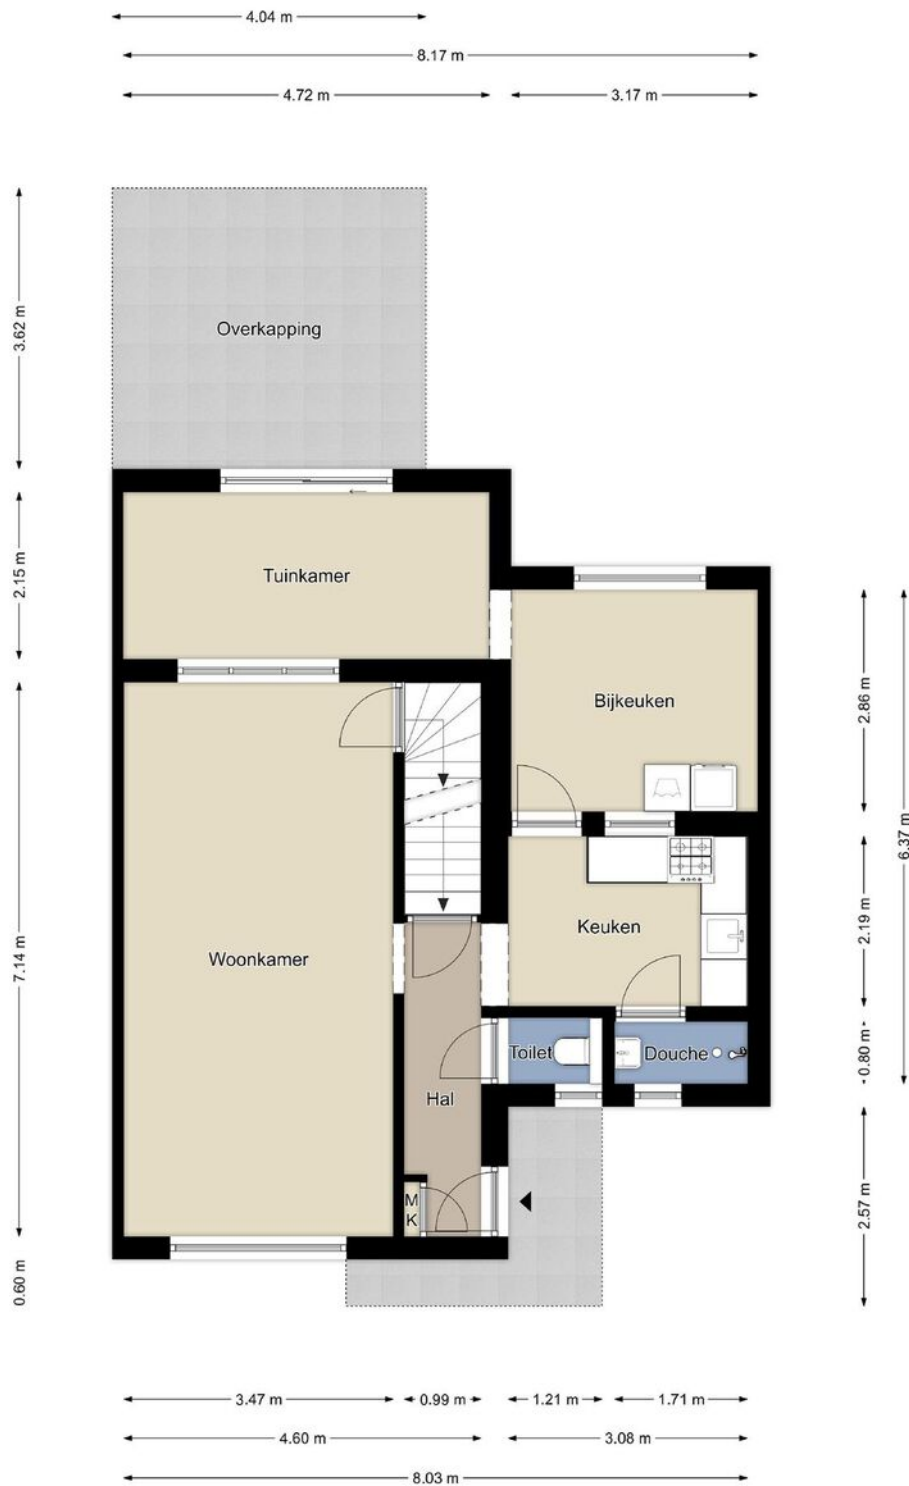 4.04 m
8.17 m
4.72 m
3.17 m
3.62 m
Overkapping
2.15 m
Tuinkamer
Bijkeuken
2.86 m
6.37 m
Keuken
2.19 m
Woonkamer
7.14 m
Toilet
Douche
0.80 m
Hal
M
K
2.57 m
0.60 m
3.47 m
0.99 m
1.21 m
1.71 m
4.60 m
3.08 m
8.03 m